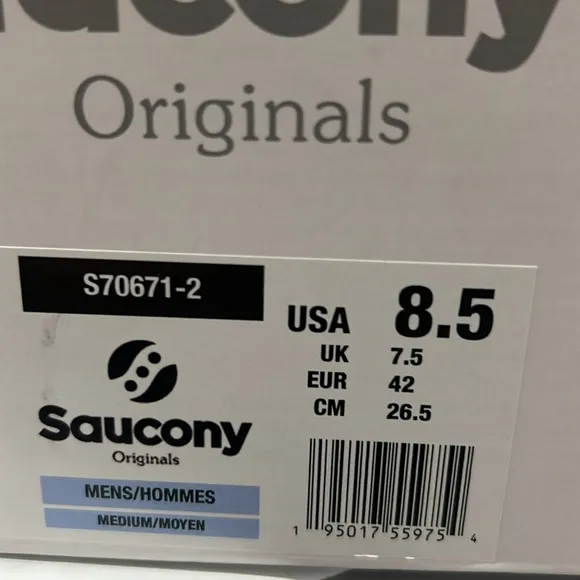 Saucony
Originals
S70671-2
Saucony
Originals
MENS/HOMMES
MEDIUM/MOYEN
USA 8.5
UK 7.5
EUR 42
CM 26.5
1 95017 55975 4